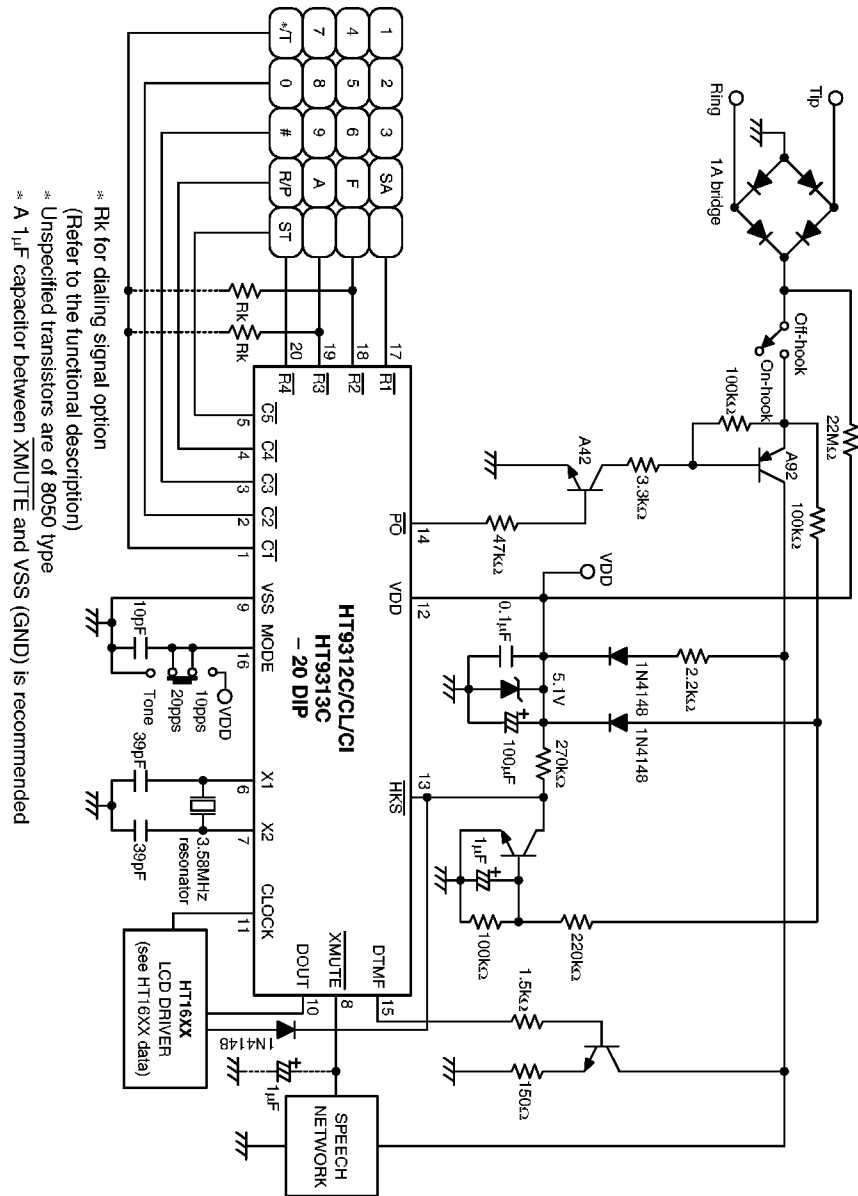 Tip
Ring
1A bridge
Off-hook
On-hook
22MΩ
100kΩ
A92
100kΩ
A42
3.3kΩ
47kΩ
VDD
0.1μF
5.1V
100μF
1N4148
2.2kΩ
1N4148
270kΩ
1μF
100kΩ
220kΩ
1.5kΩ
150Ω
1 2 3 SA
4 5 6 F
7 8 9 A
*/T 0 # R/P ST
Rk
Rk
17 R1
18 R2
19 R3
20 R4
14 PO
12 VDD
13 HKS
15 DTMF
8 XMUTE
10 DOUT
HT9312C/CL/CI
HT9313C
– 20 DIP
C5 5
C4 4
C3 3
C2 2
C1 1
VSS 9
MODE 16
X1 6
X2 7
CLOCK 11
10pF
VDD
10pps
20pps
Tone
39pF
39pF
3.58MHz
resonator
HT16XX
LCD DRIVER
(see HT16XX data)
1N4148
1μF
SPEECH
NETWORK
* Rk for dialing signal option
(Refer to the functional description)
* Unspecified transistors are of 8050 type
* A 1μF capacitor between XMUTE and VSS (GND) is recommended